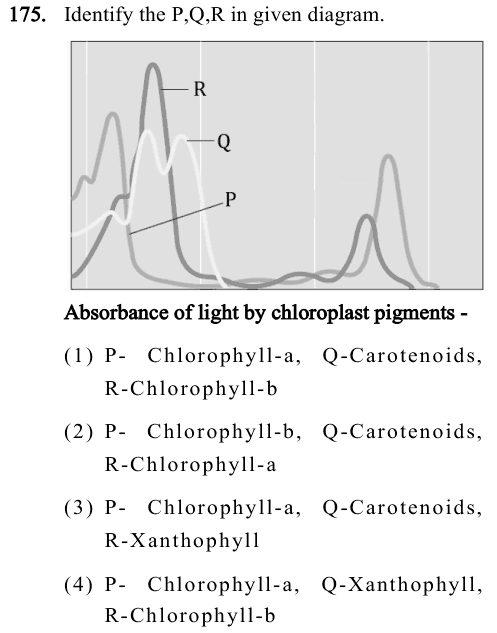 175. Identify the P,Q,R in given diagram.
R
Q
P
Absorbance of light by chloroplast pigments -
(1) P- Chlorophyll-a, Q-Carotenoids,
R-Chlorophyll-b
(2) P- Chlorophyll-b, Q-Carotenoids,
R-Chlorophyll-a
(3) P- Chlorophyll-a, Q-Carotenoids,
R-Xanthophyll
(4) P- Chlorophyll-a, Q-Xanthophyll,
R-Chlorophyll-b